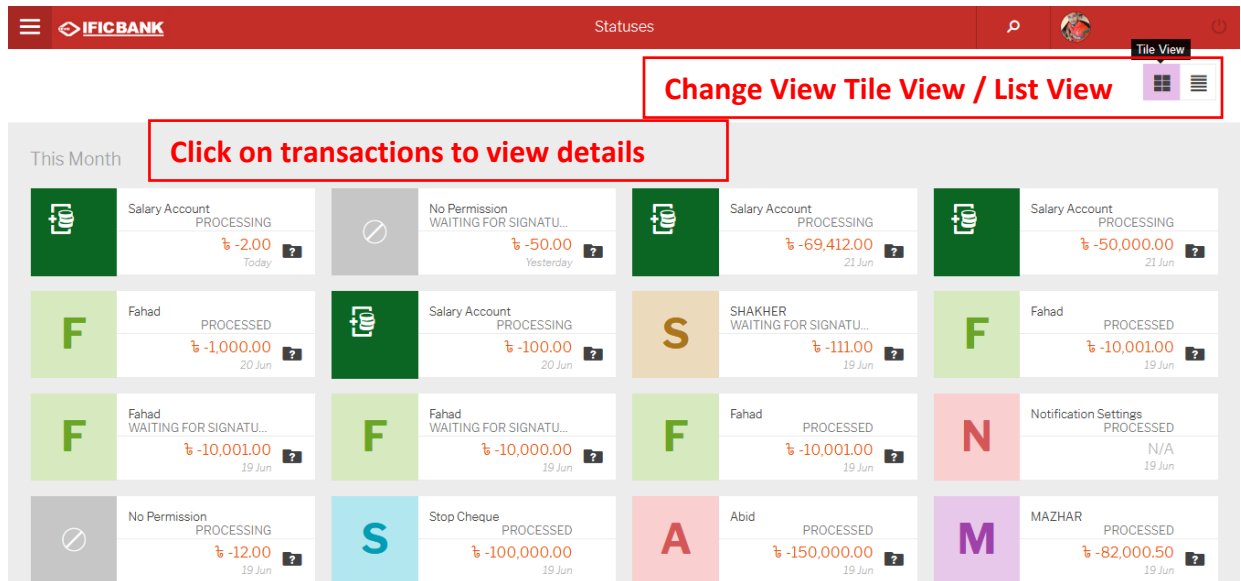 IFIC BANK
Statuses
Tile View
Change View Tile View / List View
This Month
Click on transactions to view details
Salary Account
PROCESSING
৳ -2.00
Today
No Permission
WAITING FOR SIGNATU...
৳ -50.00
Yesterday
Salary Account
PROCESSING
৳ -69,412.00
21 Jun
Salary Account
PROCESSING
৳ -50,000.00
21 Jun
F
Fahad
PROCESSED
৳ -1,000.00
20 Jun
Salary Account
PROCESSING
৳ -100.00
20 Jun
S
SHAKHER
WAITING FOR SIGNATU...
৳ -111.00
19 Jun
F
Fahad
PROCESSED
৳ -10,001.00
19 Jun
F
Fahad
WAITING FOR SIGNATU...
৳ -10,001.00
19 Jun
F
Fahad
WAITING FOR SIGNATU...
৳ -10,000.00
19 Jun
F
Fahad
PROCESSED
৳ -10,001.00
19 Jun
N
Notification Settings
PROCESSED
N/A
19 Jun
No Permission
PROCESSING
৳ -12.00
19 Jun
S
Stop Cheque
PROCESSED
৳ -100,000.00
19 Jun
A
Abid
PROCESSED
৳ -150,000.00
19 Jun
M
MAZHAR
PROCESSED
৳ -82,000.50
19 Jun